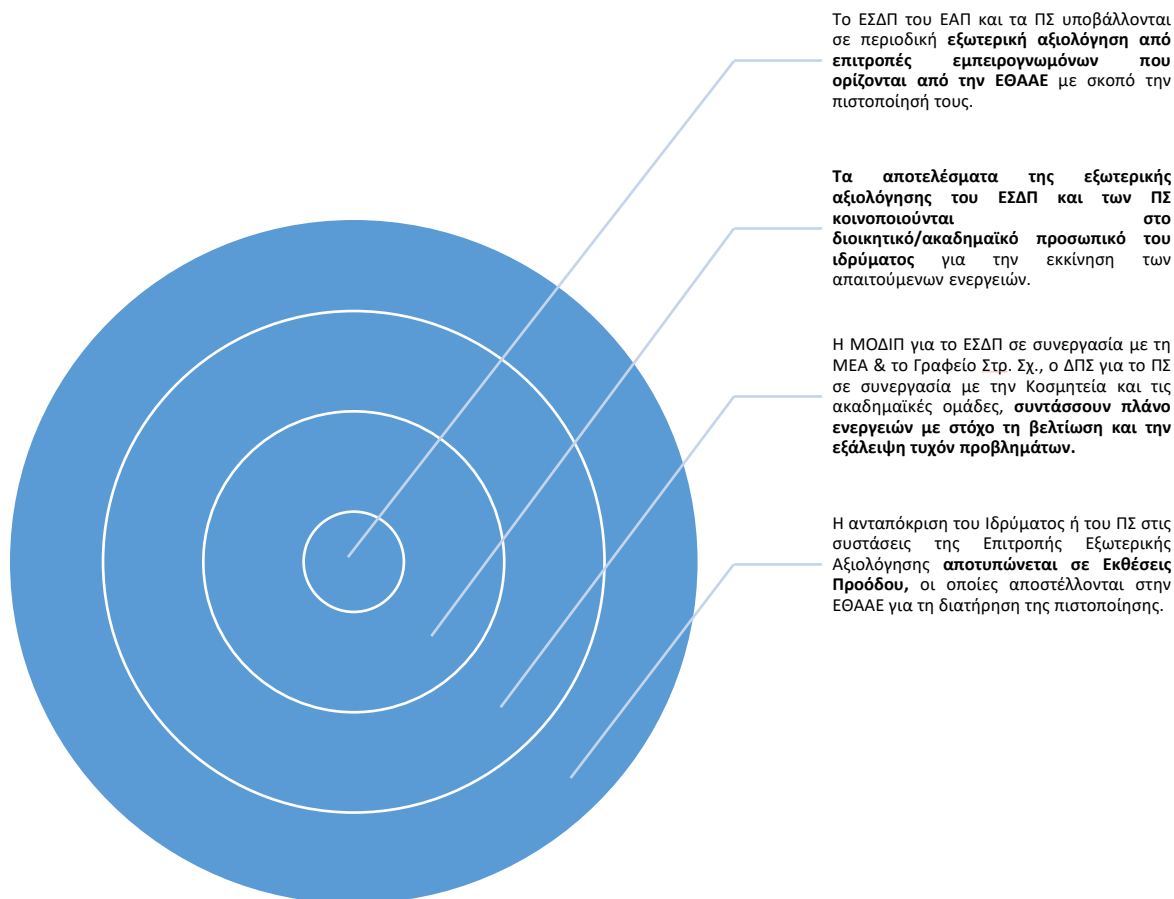 Το ΕΣΔΠ του ΕΑΠ και τα ΠΣ υποβάλλονται
σε περιοδική εξωτερική αξιολόγηση από
επιτροπές εμπειρογνωμόνων που
ορίζονται από την ΕΘΑΑΕ με σκοπό την
πιστοποίησή τους.
Τα αποτελέσματα της εξωτερικής
αξιολόγησης του ΕΣΔΠ και των ΠΣ
κοινοποιούνται στο
διοικητικό/ακαδημαϊκό προσωπικό του
ιδρύματος για την εκκίνηση των
απαιτούμενων ενεργειών.
Η ΜΟΔΙΠ για το ΕΣΔΠ σε συνεργασία με τη
ΜΕΑ & το Γραφείο Στρ. Σχ., ο ΔΠΣ για το ΠΣ
σε συνεργασία με την Κοσμητεία και τις
ακαδημαϊκές ομάδες, συντάσσουν πλάνο
ενεργειών με στόχο τη βελτίωση και την
εξάλειψη τυχόν προβλημάτων.
Η ανταπόκριση του Ιδρύματος ή του ΠΣ στις
συστάσεις της Επιτροπής Εξωτερικής
Αξιολόγησης αποτυπώνεται σε Εκθέσεις
Προόδου, οι οποίες αποστέλλονται στην
ΕΘΑΑΕ για τη διατήρηση της πιστοποίησης.